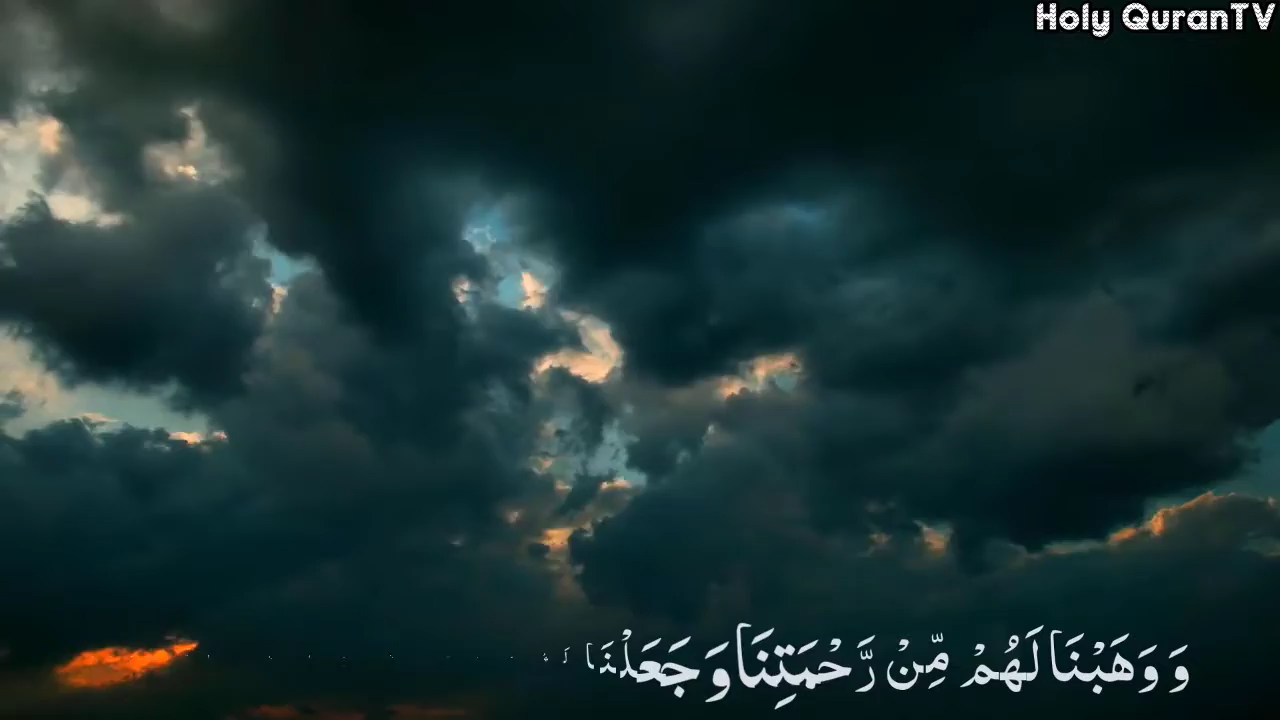 Holy QuranTV
وَ وَهَبْنَا لَهُمْ مِّنْ رَّحْمَتِنَا وَ جَعَلْنَا